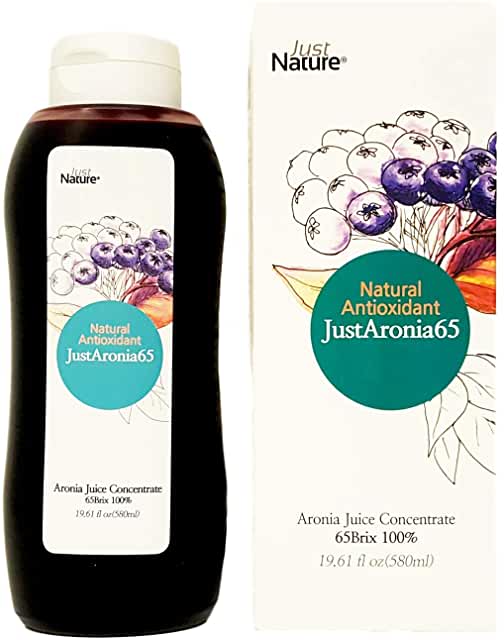 Just
Nature®
Natural
Antioxidant
JustAronia65
Aronia Juice Concentrate
65Brix 100%
19,61 fl oz(580ml)
Just
Nature®
Natural
Antioxidant
JustAronia65
Aronia Juice Concentrate
65Brix 100%
19,61 fl oz(580ml)